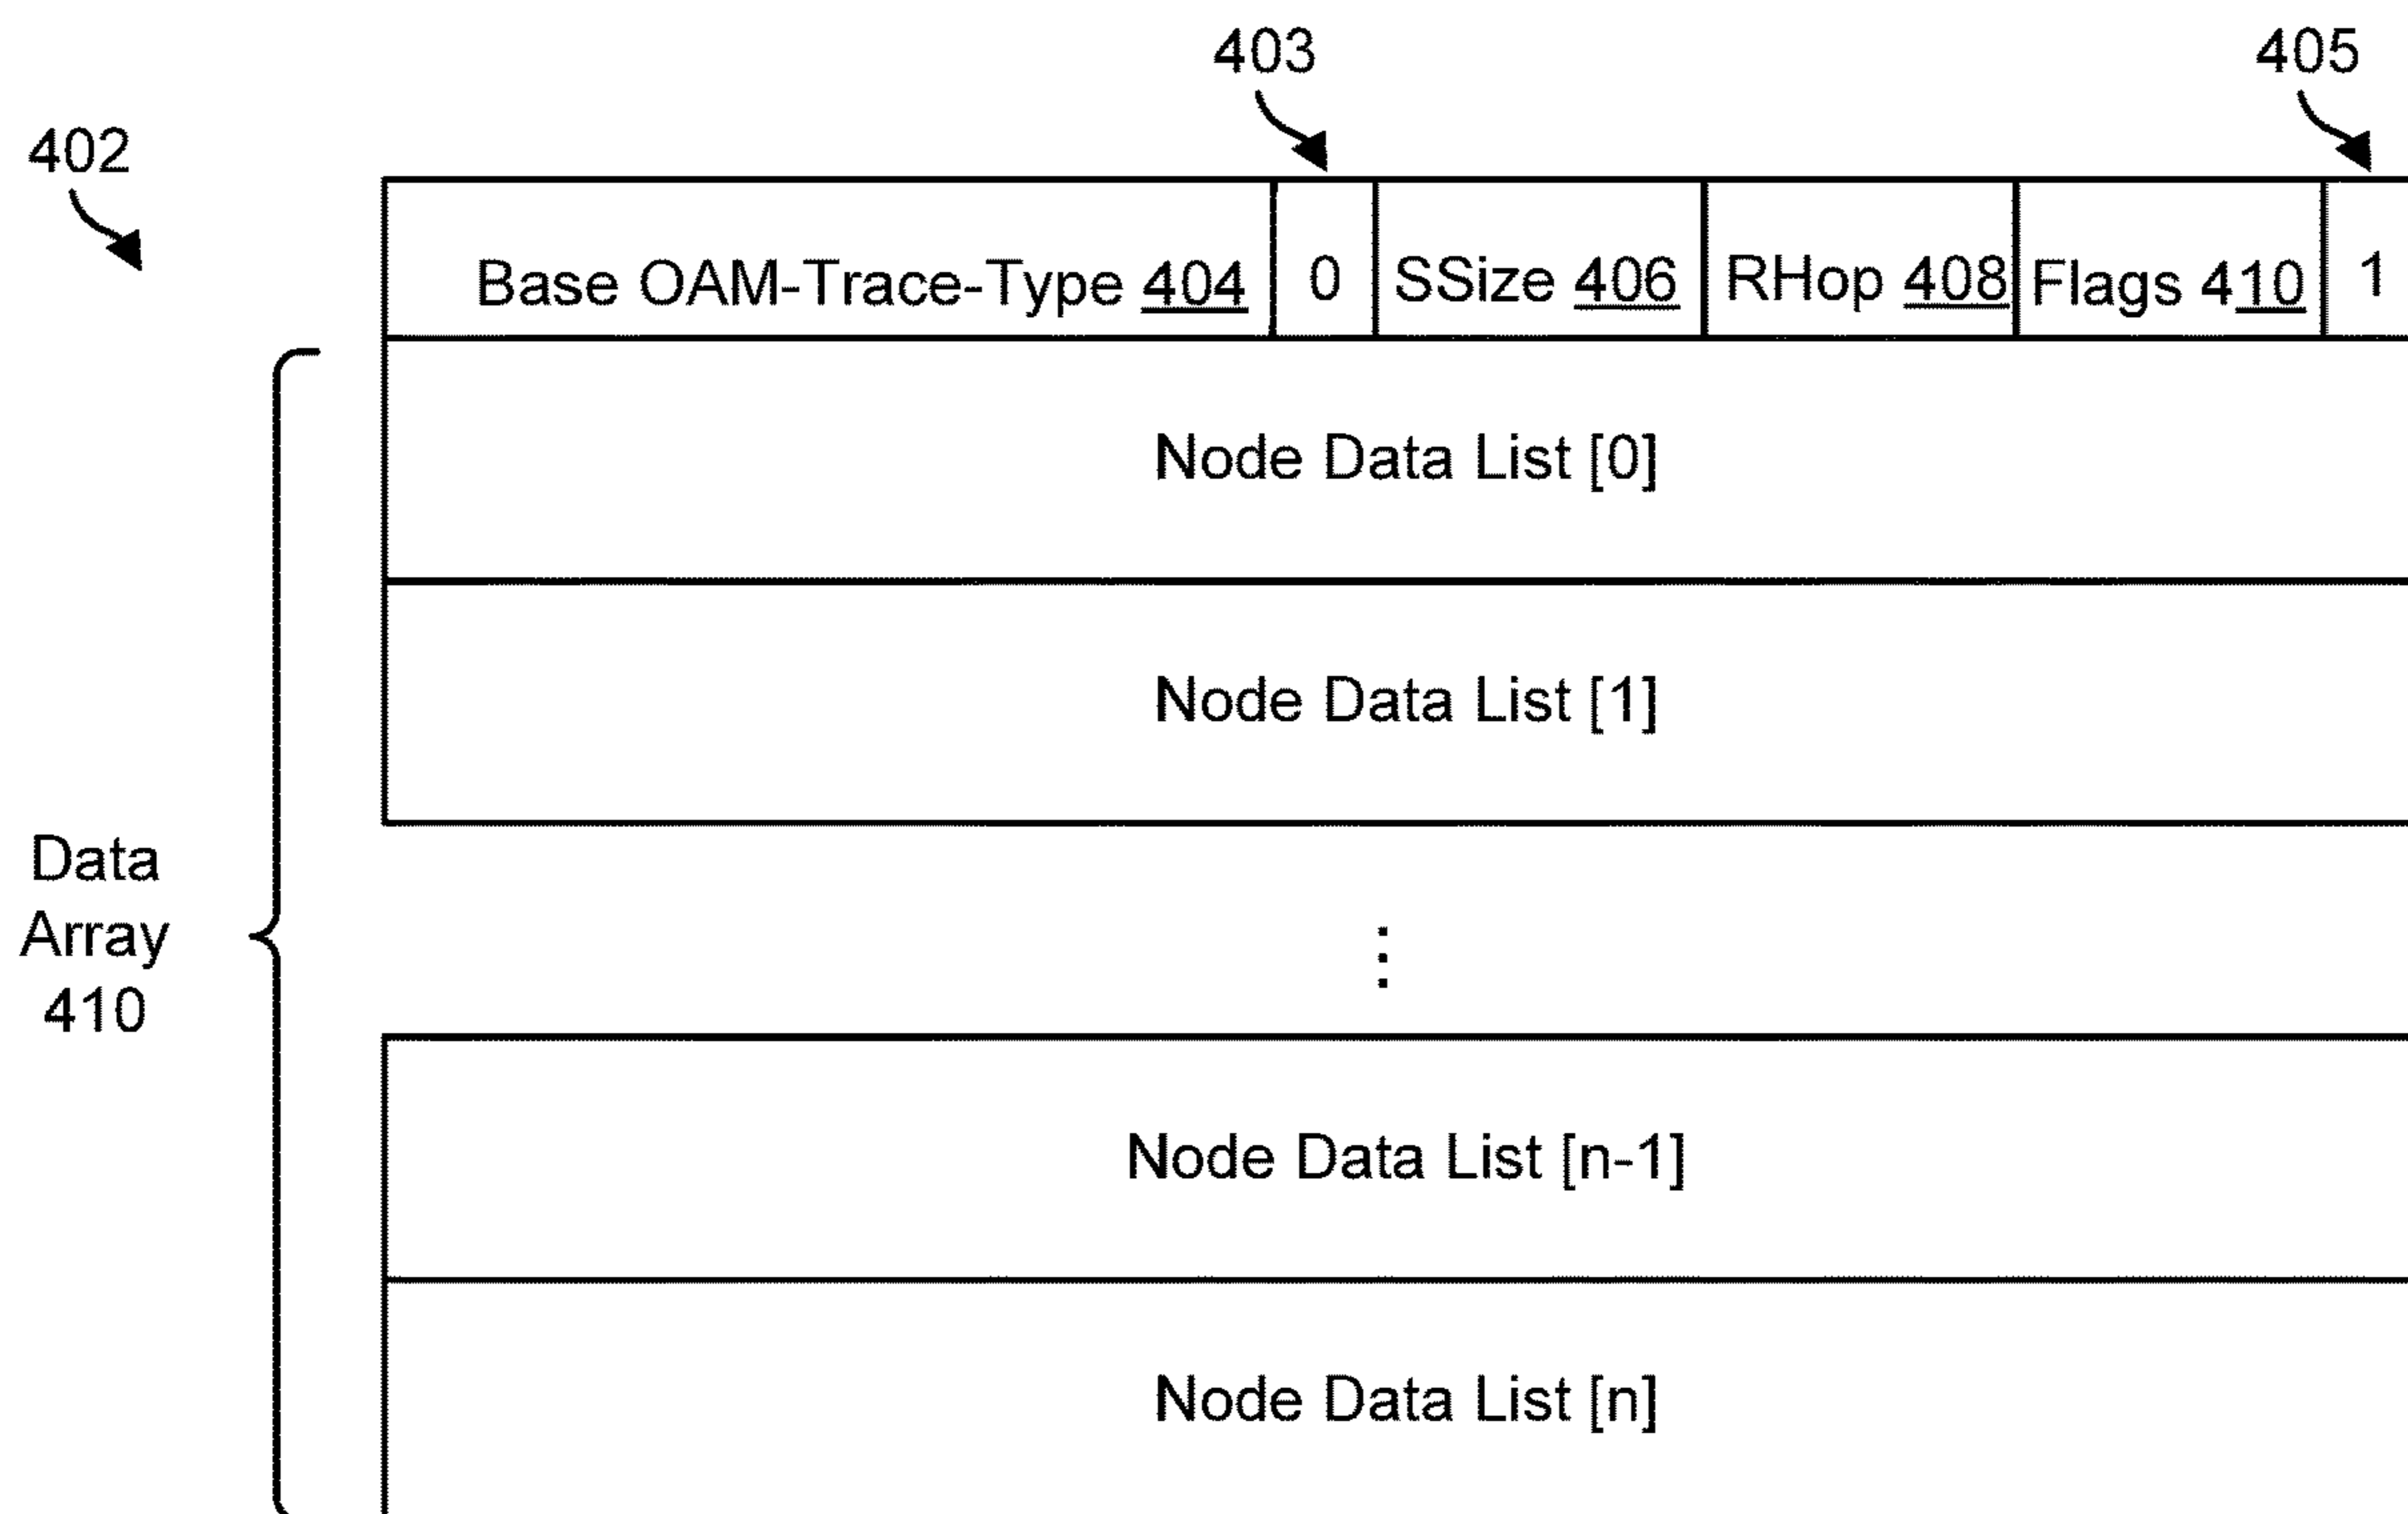 403
405
402
Base OAM-Trace-Type 404 0 SSize 406 RHop 408 Flags 410 1
Node Data List [0]
Node Data List [1]
Data
Array
410
⋮
Node Data List [n-1]
Node Data List [n]